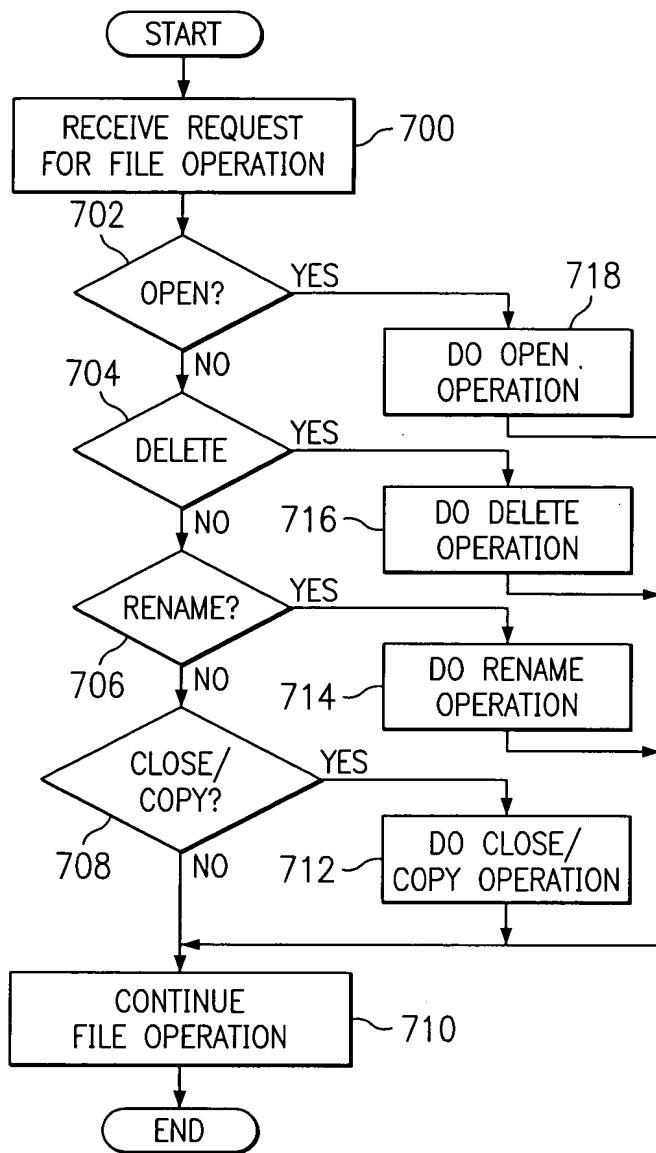 START
RECEIVE REQUEST
FOR FILE OPERATION
700
702
OPEN?
YES
NO
718
DO OPEN
OPERATION
704
DELETE
YES
NO
716
DO DELETE
OPERATION
RENAME?
YES
706
NO
714
DO RENAME
OPERATION
CLOSE/
COPY?
YES
708
NO
712
DO CLOSE/
COPY OPERATION
CONTINUE
FILE OPERATION
710
END